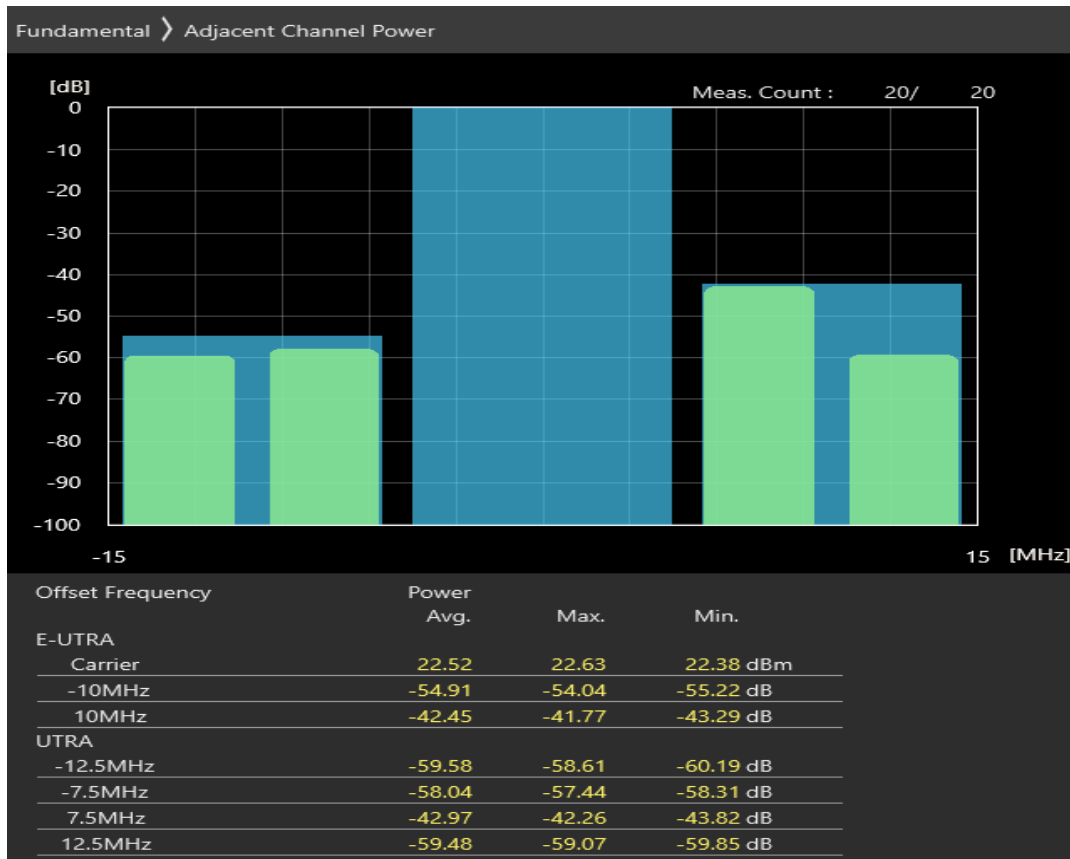 Fundamental ❯ Adjacent Channel Power
[dB]
Meas. Count : 20/ 20
0
-10
-20
-30
-40
-50
-60
-70
-80
-90
-100
-15 15 [MHz]
Offset Frequency Power
Avg. Max. Min.
E-UTRA
Carrier 22.52 22.63 22.38 dBm
-10MHz -54.91 -54.04 -55.22 dB
10MHz -42.45 -41.77 -43.29 dB
UTRA
-12.5MHz -59.58 -58.61 -60.19 dB
-7.5MHz -58.04 -57.44 -58.31 dB
7.5MHz -42.97 -42.26 -43.82 dB
12.5MHz -59.48 -59.07 -59.85 dB